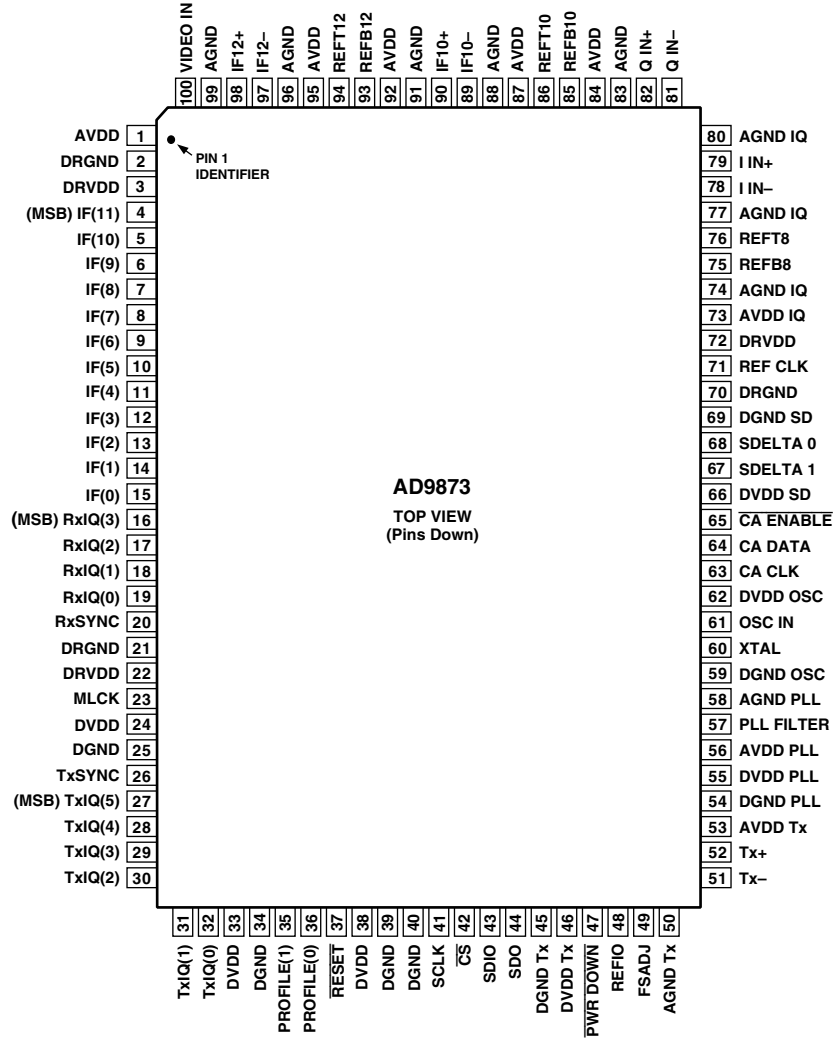 VIDEO IN
AGND
IF12+
IF12–
AGND
AVDD
REFT12
REFB12
AVDD
AGND
IF10+
IF10–
AGND
AVDD
REFT10
REFB10
AVDD
AGND
Q IN+
Q IN–
100 99 98 97 96 95 94 93 92 91 90 89 88 87 86 85 84 83 82 81
AVDD 1
DRGND 2
DRVDD 3
(MSB) IF(11) 4
IF(10) 5
IF(9) 6
IF(8) 7
IF(7) 8
IF(6) 9
IF(5) 10
IF(4) 11
IF(3) 12
IF(2) 13
IF(1) 14
IF(0) 15
(MSB) RxIQ(3) 16
RxIQ(2) 17
RxIQ(1) 18
RxIQ(0) 19
RxSYNC 20
DRGND 21
DRVDD 22
MLCK 23
DVDD 24
DGND 25
TxSYNC 26
(MSB) TxIQ(5) 27
TxIQ(4) 28
TxIQ(3) 29
TxIQ(2) 30
PIN 1
IDENTIFIER
AD9873
TOP VIEW
(Pins Down)
80 AGND IQ
79 I IN+
78 I IN–
77 AGND IQ
76 REFT8
75 REFB8
74 AGND IQ
73 AVDD IQ
72 DRVDD
71 REF CLK
70 DRGND
69 DGND SD
68 SDELTA 0
67 SDELTA 1
66 DVDD SD
65 CA ENABLE
64 CA DATA
63 CA CLK
62 DVDD OSC
61 OSC IN
60 XTAL
59 DGND OSC
58 AGND PLL
57 PLL FILTER
56 AVDD PLL
55 DVDD PLL
54 DGND PLL
53 AVDD Tx
52 Tx+
51 Tx–
31 32 33 34 35 36 37 38 39 40 41 42 43 44 45 46 47 48 49 50
TxIQ(1)
TxIQ(0)
DVDD
DGND
PROFILE(1)
PROFILE(0)
RESET
DVDD
DGND
DGND
SCLK
CS
SDIO
SDO
DGND Tx
DVDD Tx
PWR DOWN
REFIO
FSADJ
AGND Tx